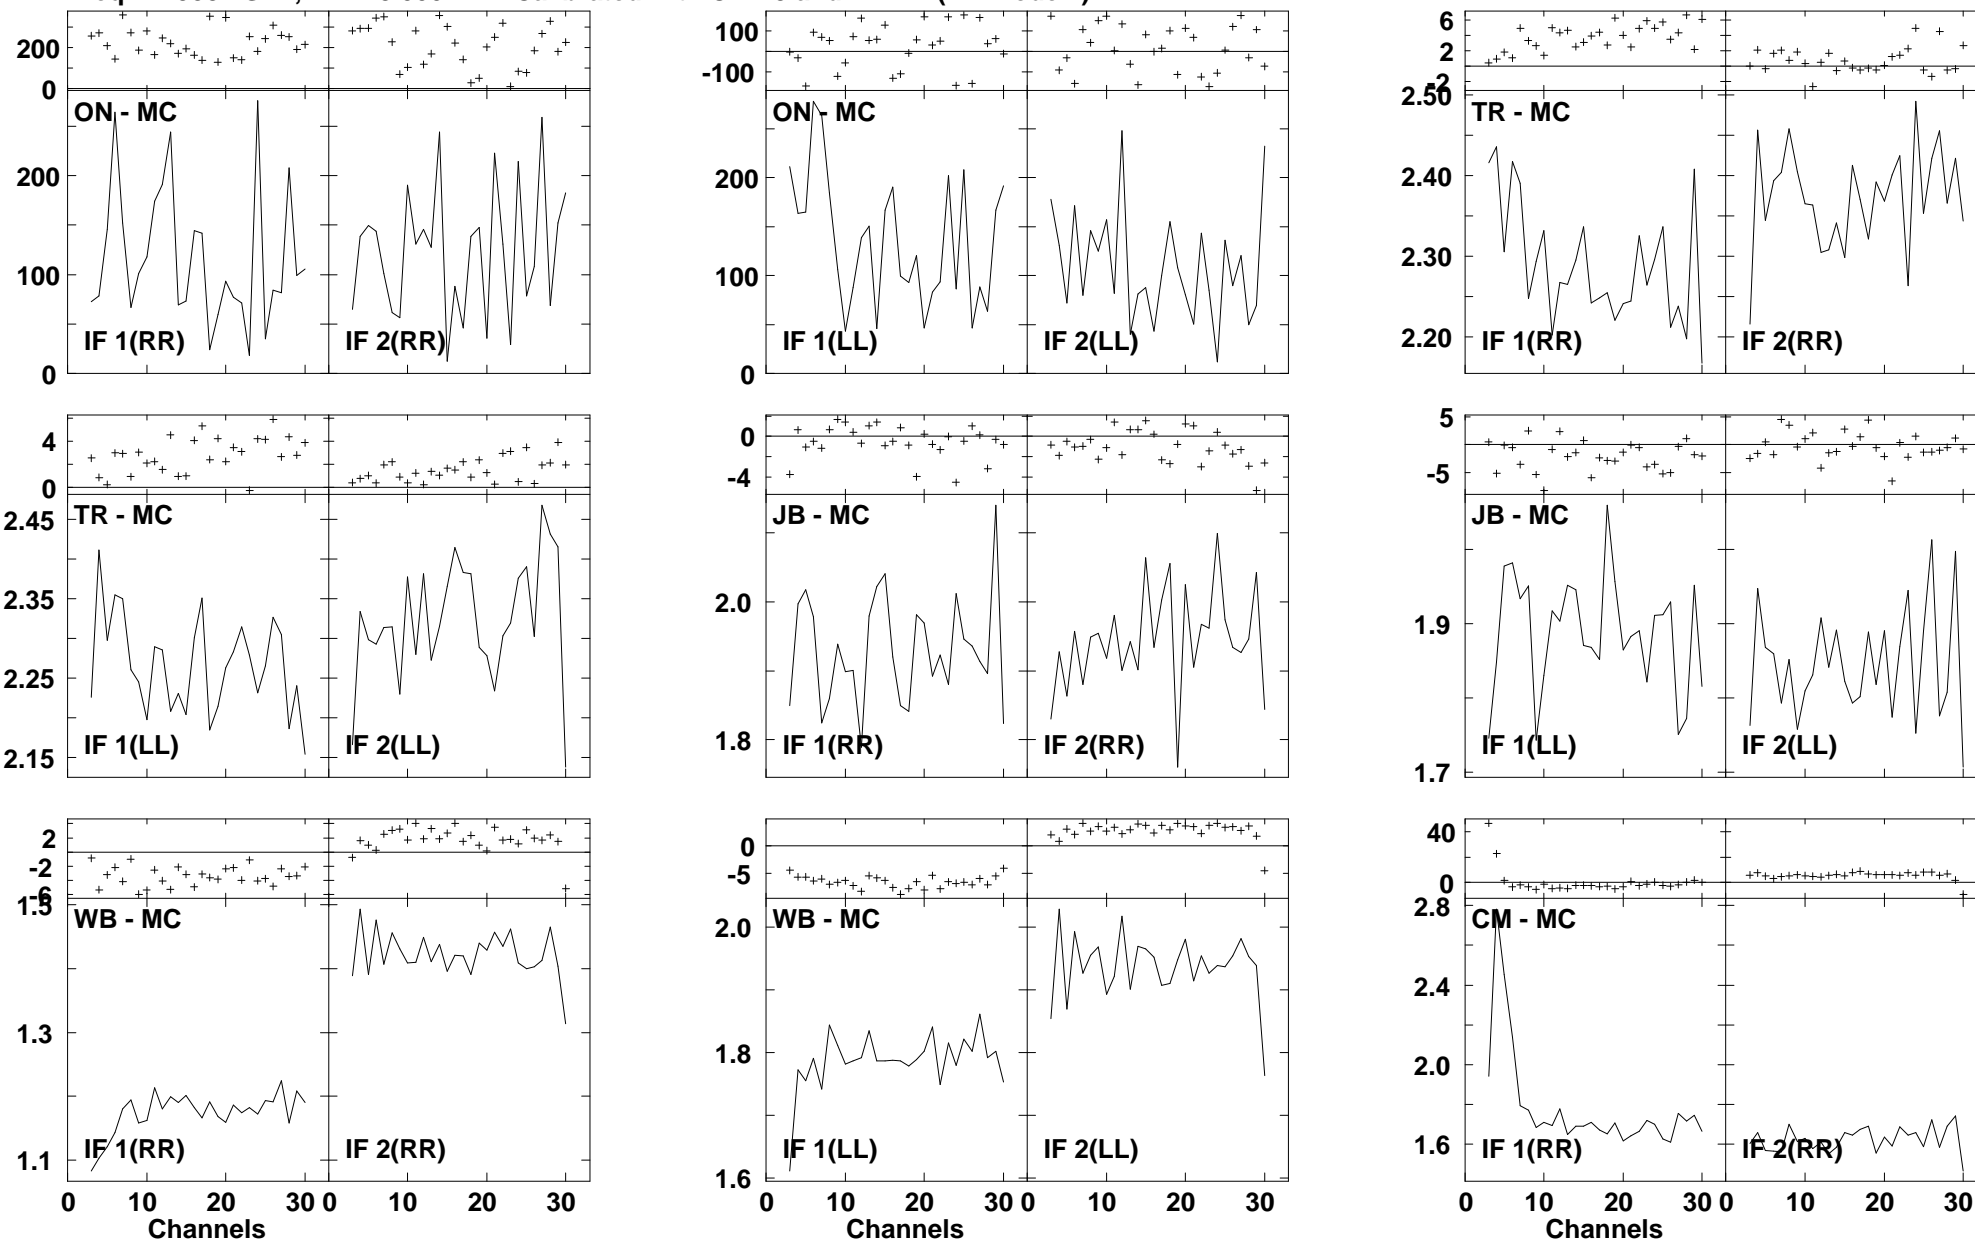 200
0
100
-100
6
2
-2
ON - MC
200
100
0
IF 1(RR)
IF 2(RR)
ON - MC
200
100
0
IF 1(LL)
IF 2(LL)
TR - MC
2.50
2.40
2.30
2.20
IF 1(RR)
IF 2(RR)
4
0
0
-4
5
-5
TR - MC
2.45
2.35
2.25
2.15
IF 1(LL)
IF 2(LL)
JB - MC
2.0
1.8
IF 1(RR)
IF 2(RR)
JB - MC
1.9
1.7
IF 1(LL)
IF 2(LL)
2
-2
-6
0
-5
40
0
WB - MC
1.5
1.3
1.1
IF 1(RR)
IF 2(RR)
WB - MC
2.0
1.8
1.6
IF 1(LL)
IF 2(LL)
CM - MC
2.8
2.4
2.0
1.6
IF 1(RR)
IF 2(RR)
0 10 20 30 0 10 20 30
0 10 20 30 0 10 20 30
0 10 20 30 0 10 20 30
Channels
Channels
Channels